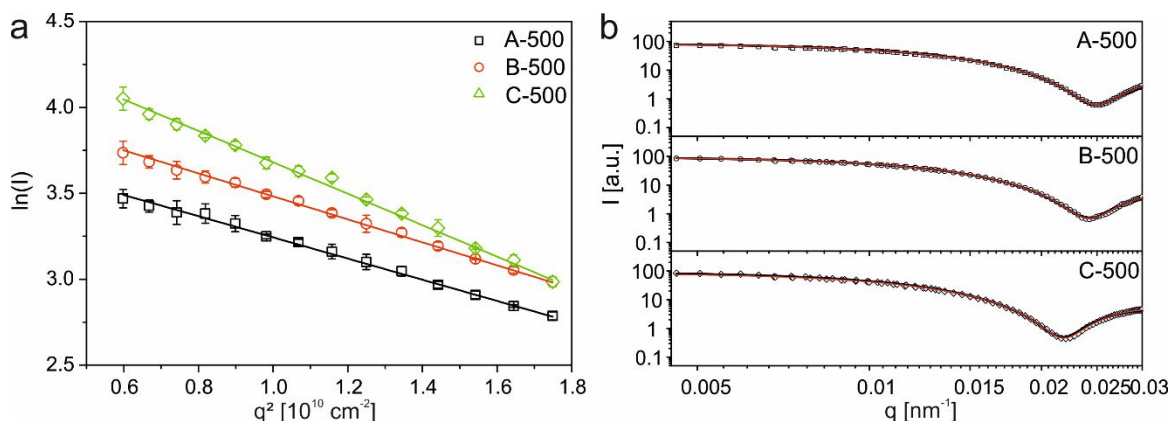 a
ln(I)
4.5
4.0
3.5
3.0
2.5
A-500
B-500
C-500
0.6 0.8 1.0 1.2 1.4 1.6 1.8
q² [10¹⁰ cm⁻²]
b
I [a.u.]
100
10
1
0.1
A-500
100
10
1
0.1
B-500
100
10
1
0.1
C-500
0.005 0.01 0.015 0.02 0.025 0.03
q [nm⁻¹]